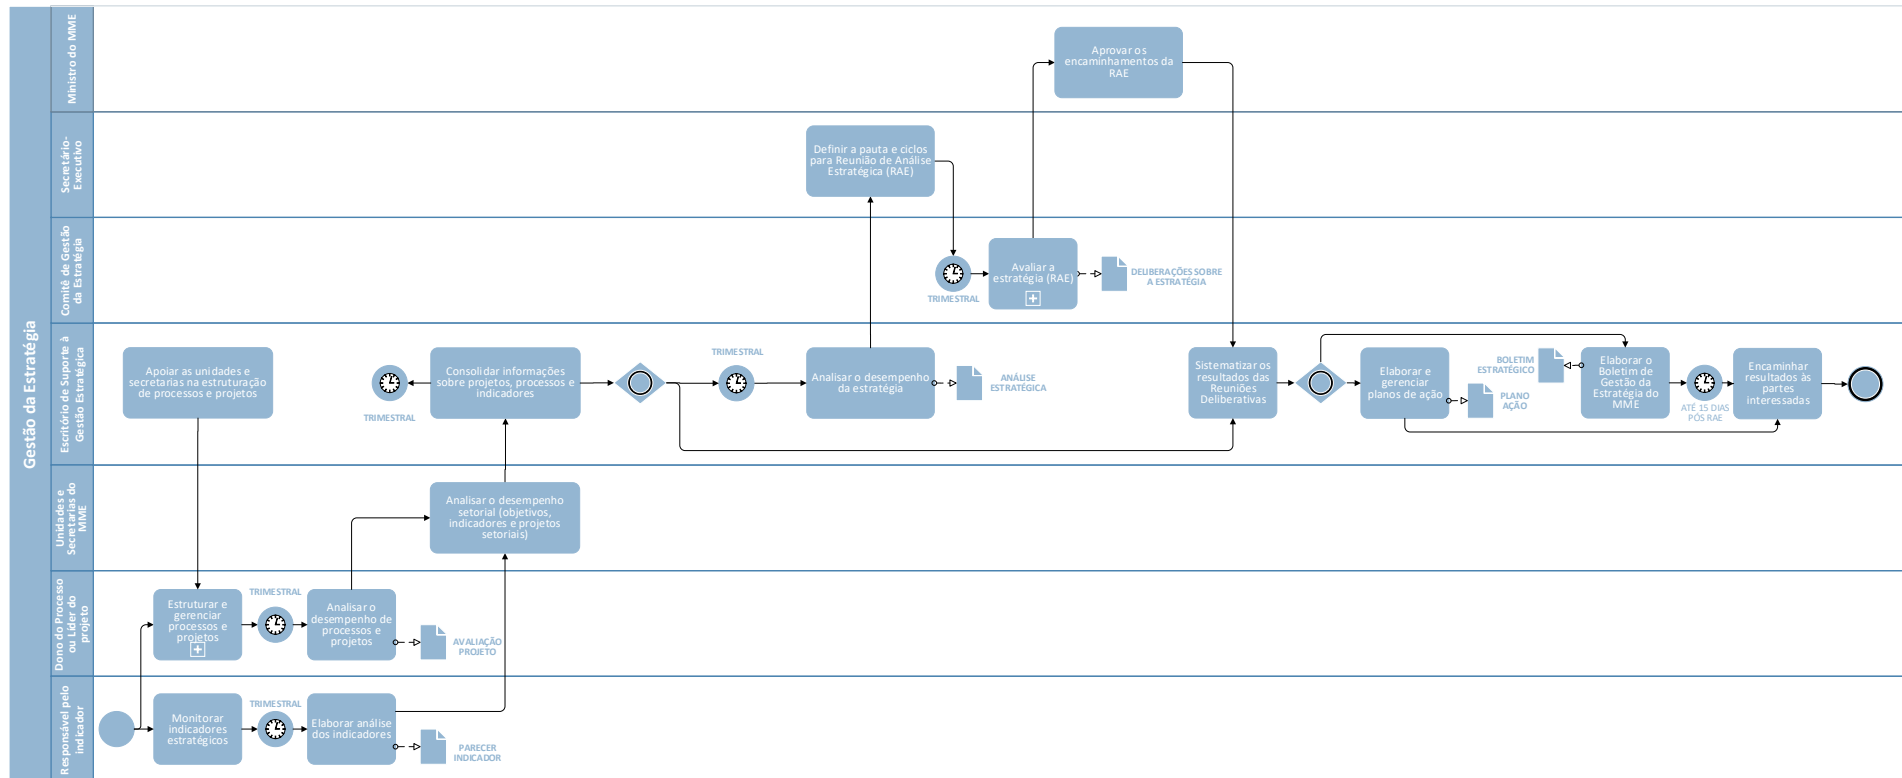 Gestão da Estratégia
Ministro do MME
Aprovar os
encaminhamentos da
RAE
Secretário-
Executivo
Definir a pauta e ciclos
para Reunião de Análise
Estratégica (RAE)
Comitê de Gestão
da Estratégia
TRIMESTRAL
Avaliar a
estratégia (RAE)
DELIBERAÇÕES SOBRE
A ESTRATÉGIA
Escritório de Suporte à
Gestão Estratégica
Apoiar as unidades e
secretarias na estruturação
de processos e projetos
TRIMESTRAL
Consolidar informações
sobre projetos, processos e
indicadores
TRIMESTRAL
Analisar o desempenho
da estratégia
ANÁLISE
ESTRATÉGICA
Sistematizar os
resultados das
Reuniões
Deliberativas
Elaborar e
gerenciar
planos de ação
PLANO
AÇÃO
BOLETIM
ESTRATÉGICO
Elaborar o
Boletim de
Gestão da
Estratégia do
MME
ATÉ 15 DIAS
PÓS RAE
Encaminhar
resultados às
partes
interessadas
Unidades e
Secretarias do
MME
Analisar o desempenho
setorial (objetivos,
indicadores e projetos
setoriais)
Dono do Processo
ou Líder do
projeto
Estruturar e
gerenciar
processos e
projetos
TRIMESTRAL
Analisar o
desempenho de
processos e
projetos
AVALIAÇÃO
PROJETO
Responsável pelo
indicador
Monitorar
indicadores
estratégicos
TRIMESTRAL
Elaborar análise
dos indicadores
PARECER
INDICADOR